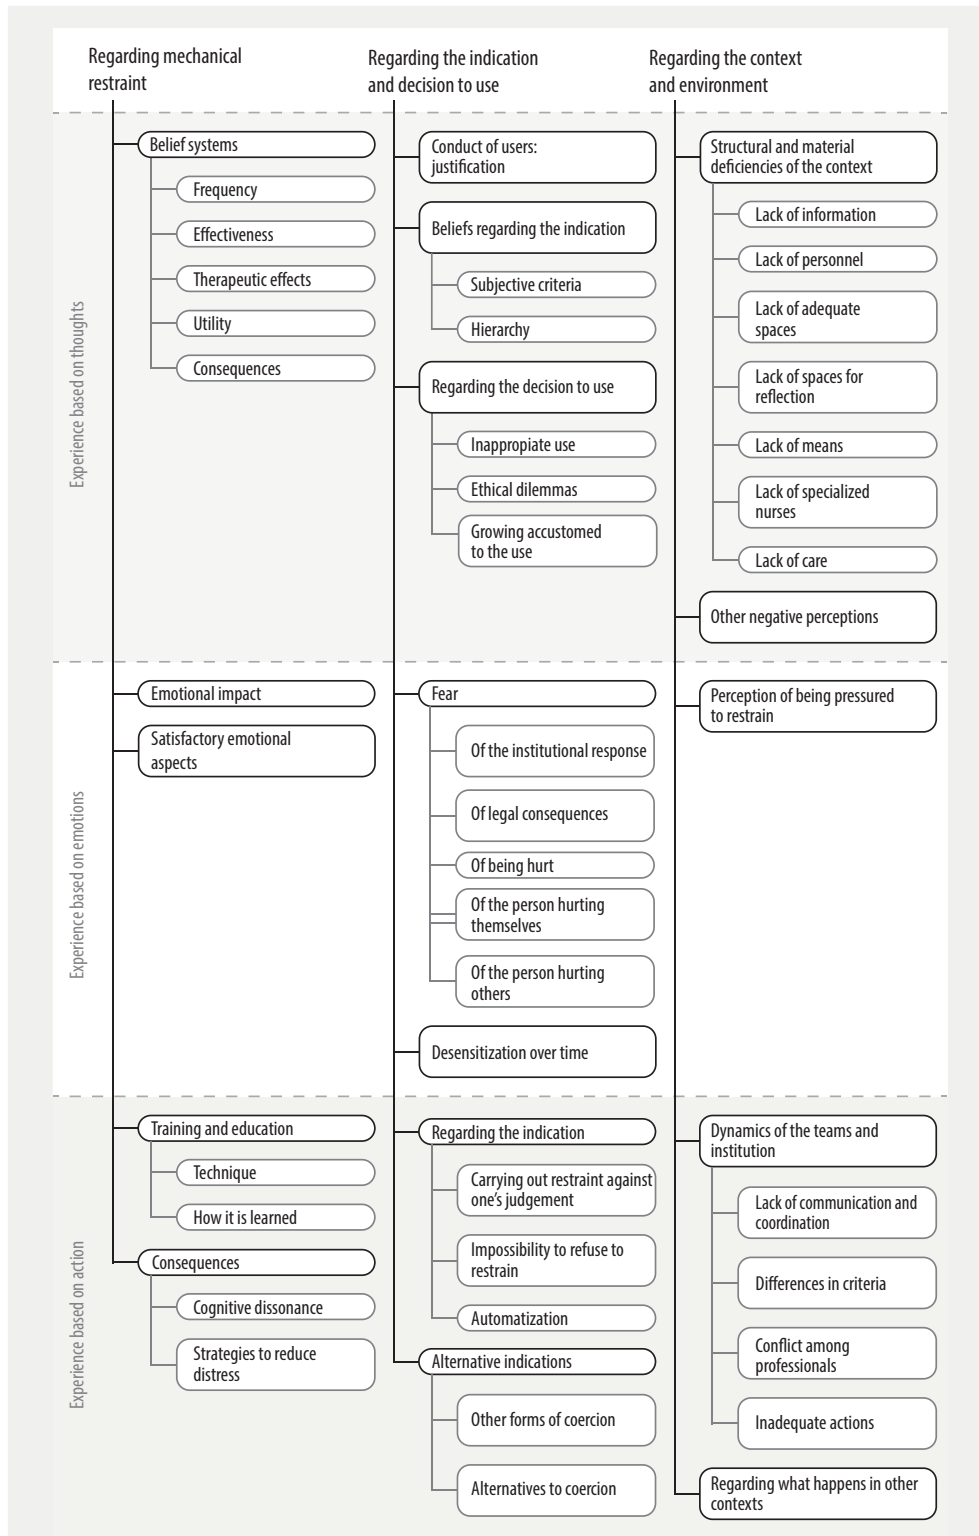 Regarding mechanical
restraint
Regarding the indication
and decision to use
Regarding the context
and environment
Experience based on thoughts
Belief systems
Frequency
Effectiveness
Therapeutic effects
Utility
Consequences
Conduct of users:
justification
Beliefs regarding the indication
Subjective criteria
Hierarchy
Regarding the decision to use
Inappropiate use
Ethical dilemmas
Growing accustomed
to the use
Structural and material
deficiencies of the context
Lack of information
Lack of personnel
Lack of adequate
spaces
Lack of spaces for
reflection
Lack of means
Lack of specialized
nurses
Lack of care
Other negative perceptions
Experience based on emotions
Emotional impact
Satisfactory emotional
aspects
Fear
Of the institutional response
Of legal consequences
Of being hurt
Of the person hurting
themselves
Of the person hurting
others
Desensitization over time
Perception of being pressured
to restrain
Experience based on action
Training and education
Technique
How it is learned
Consequences
Cognitive dissonance
Strategies to reduce
distress
Regarding the indication
Carrying out restraint against
one's judgement
Impossibility to refuse to
restrain
Automatization
Alternative indications
Other forms of coercion
Alternatives to coercion
Dynamics of the teams and
institution
Lack of communication and
coordination
Differences in criteria
Conflict among
professionals
Inadequate actions
Regarding what happens in other
contexts